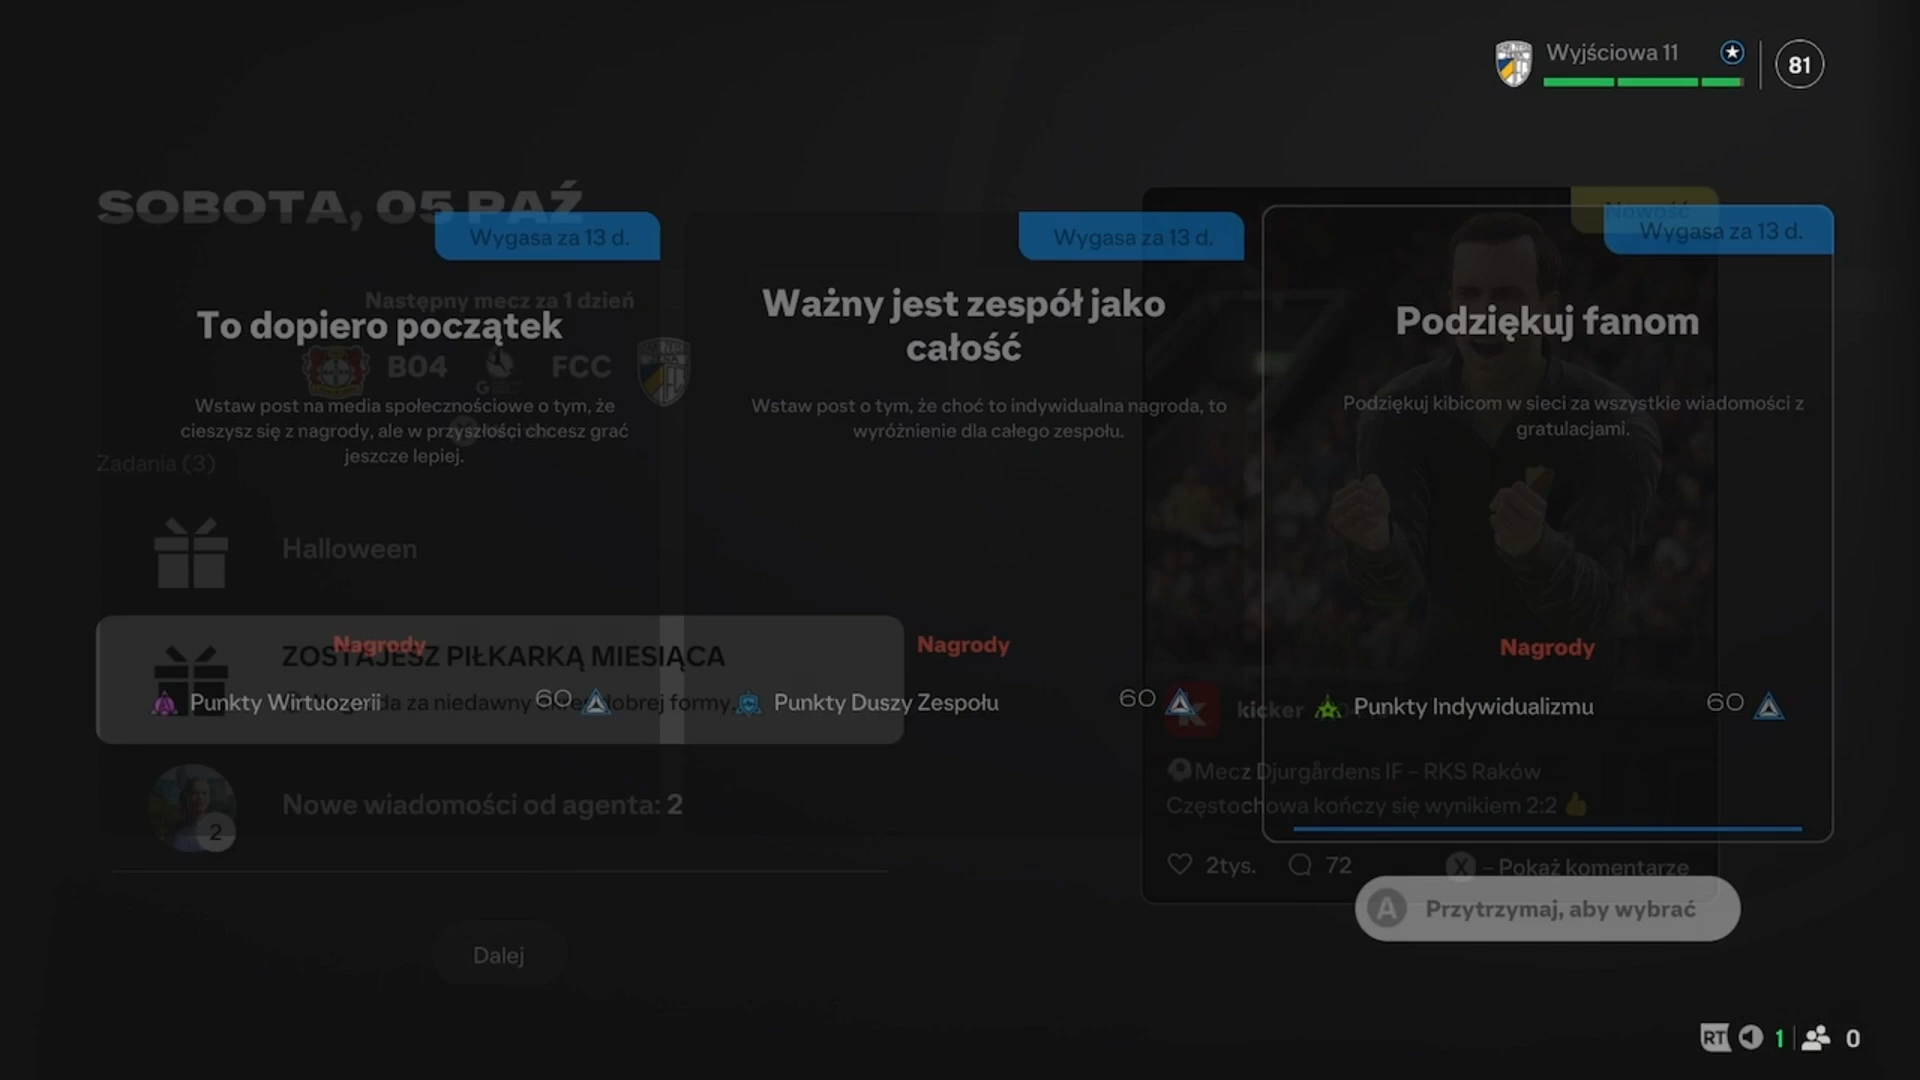 Wyjściowa 11
81
SOBOTA, 05 PAŹ
Następny mecz za 1 dzień
B04
FCC
Zadania (3)
Halloween
ZOSTAJESZ PIŁKARKĄ MIESIĄCA
Nowe wiadomości od agenta: 2
2
Dalej
Wygasa za 13 d.
To dopiero początek
Wstaw post na media społecznościowe o tym, że
cieszysz się z nagrody, ale w przyszłości chcesz grać
jeszcze lepiej.
Nagrody
Punkty Wirtuozerii
60
Wygasa za 13 d.
Ważny jest zespół jako
całość
Wstaw post o tym, że choć to indywidualna nagroda, to
wyróżnienie dla całego zespołu.
Nagrody
Punkty Duszy Zespołu
60
Nowość
Wygasa za 13 d.
Podziękuj fanom
Podziękuj kibicom w sieci za wszystkie wiadomości z
gratulacjami.
Nagrody
Punkty Indywidualizmu
60
kicker
Mecz Djurgårdens IF – RKS Raków
Częstochowa kończy się wynikiem 2:2 👍
2tys.
72
X – Pokaż komentarze
A Przytrzymaj, aby wybrać
RT 1 0